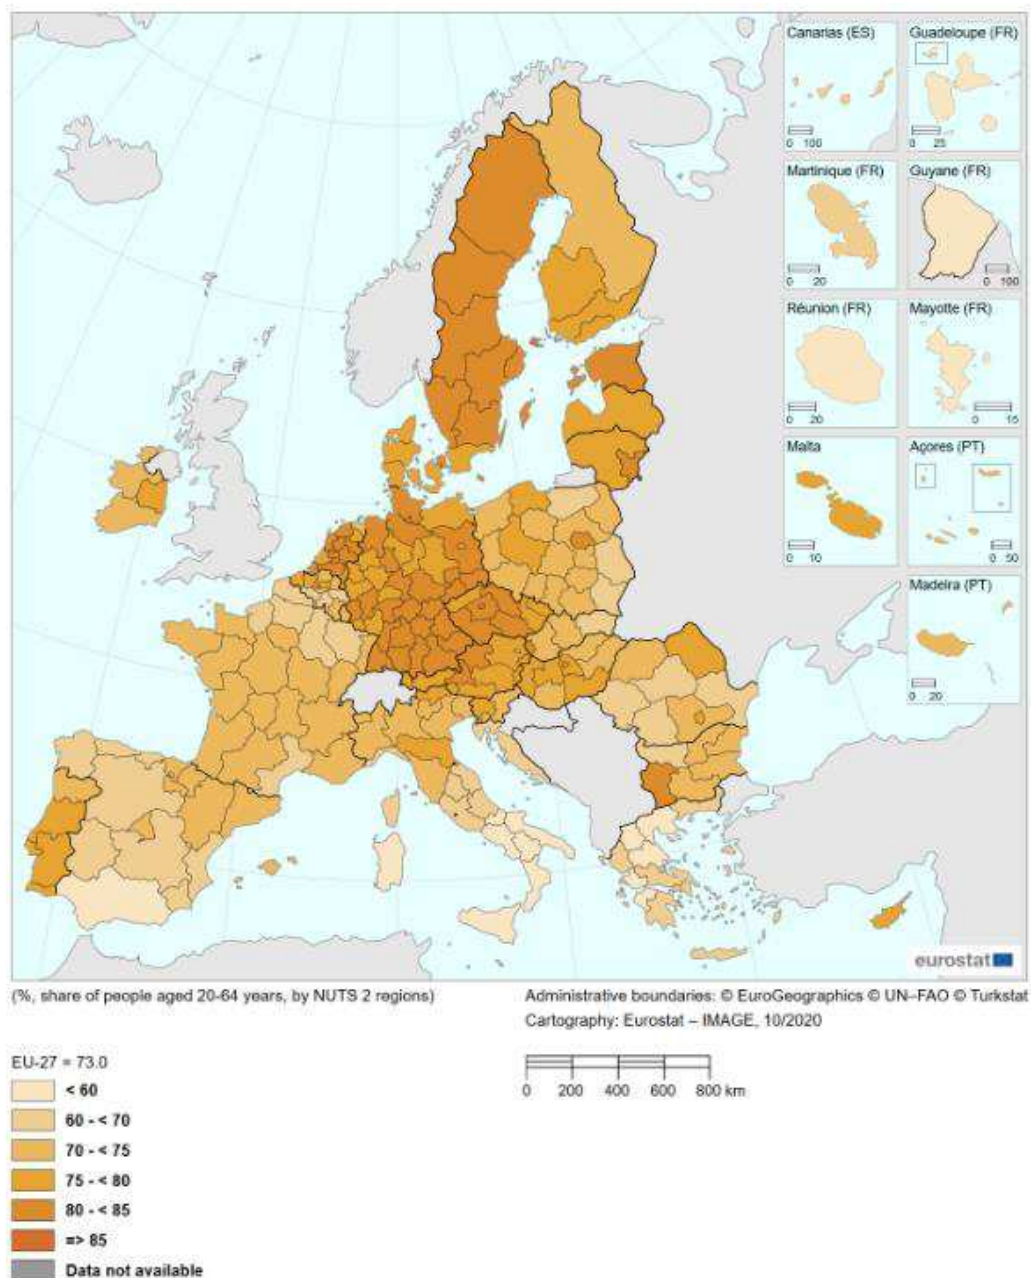 Canarias (ES)
0 100
Guadeloupe (FR)
0 25
Martinique (FR)
0 20
Guyane (FR)
0 100
Réunion (FR)
0 20
Mayotte (FR)
0 15
Malta
0 10
Açores (PT)
0 50
Madeira (PT)
0 20
eurostat
(%, share of people aged 20-64 years, by NUTS 2 regions)
Administrative boundaries: © EuroGeographics © UN–FAO © Turkstat
Cartography: Eurostat – IMAGE, 10/2020
EU-27 = 73.0
0 200 400 600 800 km
< 60
60 - < 70
70 - < 75
75 - < 80
80 - < 85
=> 85
Data not available